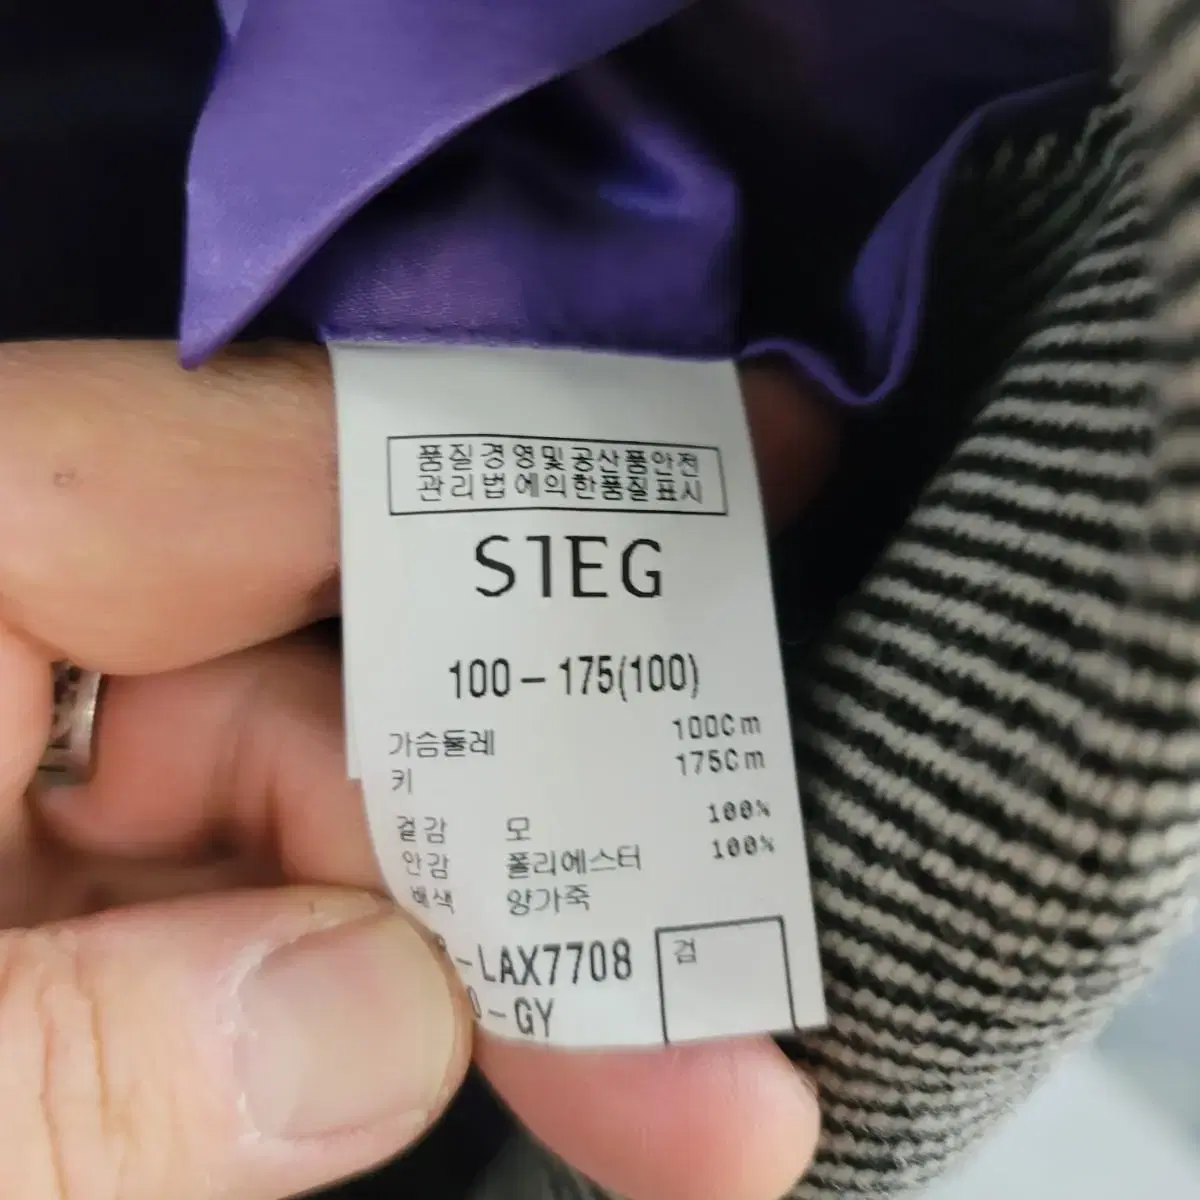 품질경영및공산품안전
관리법에의한품질표시
SIEG
100-175(100)
가슴둘레 100Cm
키 175Cm
겉감 모 100%
안감 폴리에스터 100%
배색 양가죽
-LAX7708
-GY
검